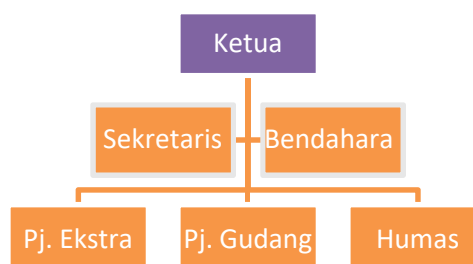 Ketua
Sekretaris
Bendahara
Pj. Ekstra
Pj. Gudang
Humas